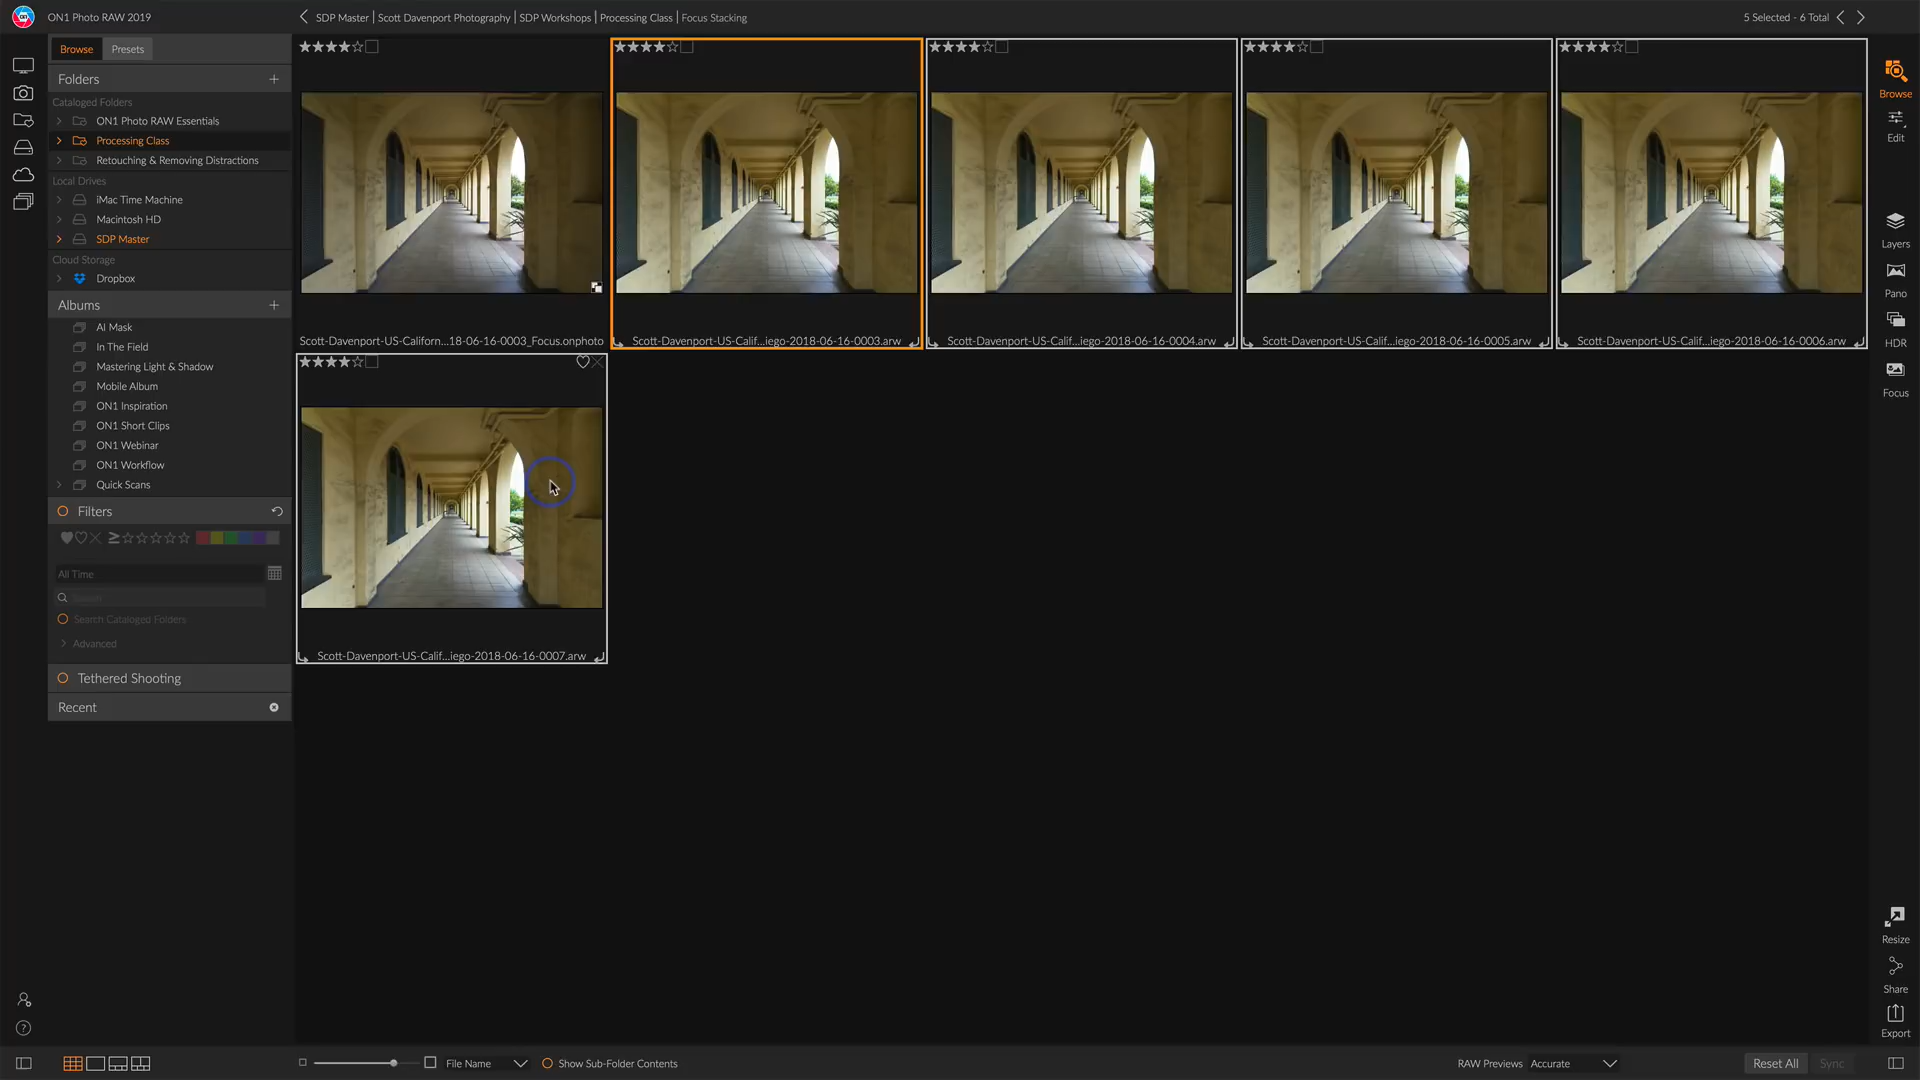 ON1 Photo RAW 2019
SDP Master | Scott Davenport Photography | SDP Workshops | Processing Class | Focus Stacking
5 Selected - 6 Total
Browse
Presets
Folders
Cataloged Folders
ON1 Photo RAW Essentials
Processing Class
Retouching & Removing Distractions
Local Drives
iMac Time Machine
Macintosh HD
SDP Master
Cloud Storage
Dropbox
Albums
AI Mask
In The Field
Mastering Light & Shadow
Mobile Album
ON1 Inspiration
ON1 Short Clips
ON1 Webinar
ON1 Workflow
Quick Scans
Filters
All Time
Search Cataloged Folders
Advanced
Tethered Shooting
Recent
Scott-Davenport-US-Californ...18-06-16-0003_Focus.onphoto
Scott-Davenport-US-Calif...iego-2018-06-16-0003.arw
Scott-Davenport-US-Calif...iego-2018-06-16-0004.arw
Scott-Davenport-US-Calif...iego-2018-06-16-0005.arw
Scott-Davenport-US-Calif...iego-2018-06-16-0006.arw
Scott-Davenport-US-Calif...iego-2018-06-16-0007.arw
Browse
Edit
Layers
Pano
HDR
Focus
Resize
Share
Export
File Name
Show Sub-Folder Contents
RAW Previews
Accurate
Reset All
Sync